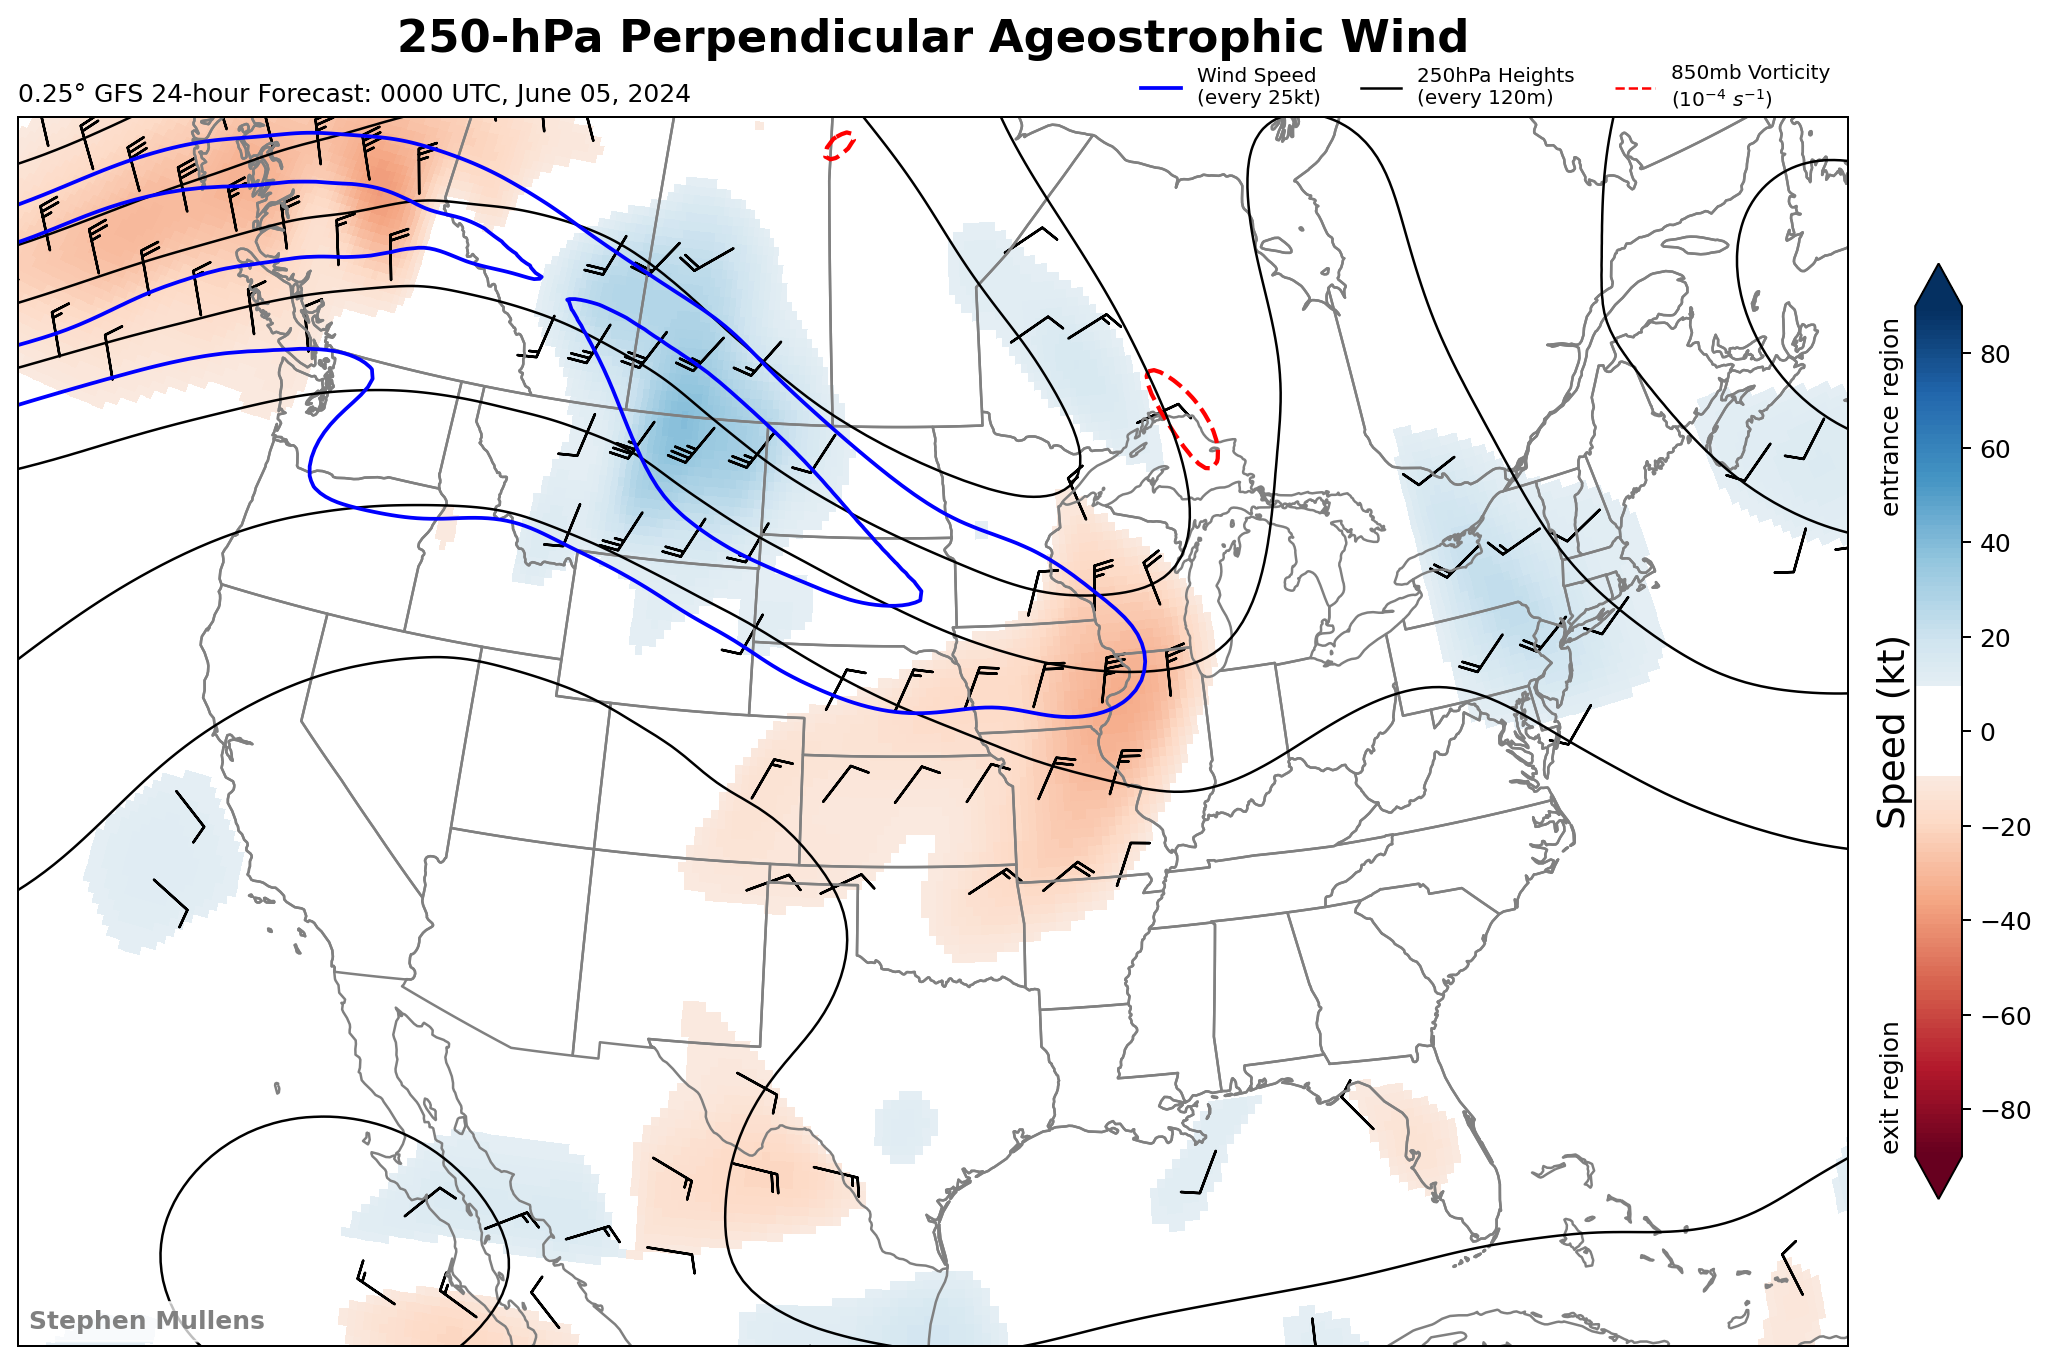 250-hPa Perpendicular Ageostrophic Wind
0.25° GFS 24-hour Forecast: 0000 UTC, June 05, 2024
Wind Speed
(every 25kt)
250hPa Heights
(every 120m)
850mb Vorticity
(10⁻⁴ s⁻¹)
entrance region
Speed (kt)
exit region
80
60
40
20
0
−20
−40
−60
−80
Stephen Mullens